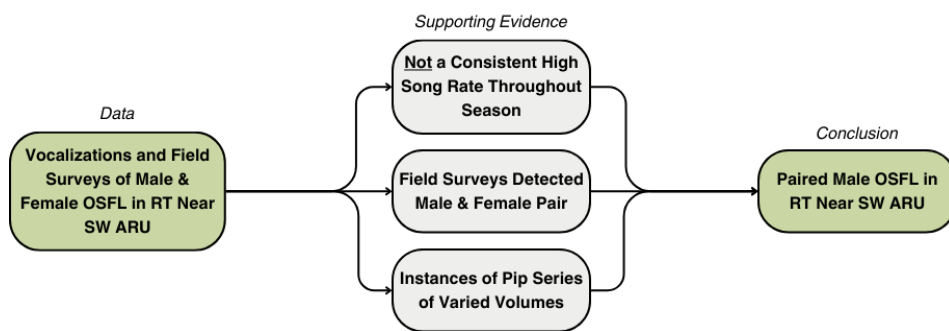 Data
Vocalizations and Field
Surveys of Male &
Female OSFL in RT Near
SW ARU
Supporting Evidence
Not a Consistent High
Song Rate Throughout
Season
Field Surveys Detected
Male & Female Pair
Instances of Pip Series
of Varied Volumes
Conclusion
Paired Male OSFL in
RT Near SW ARU